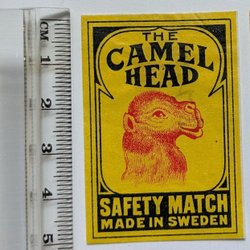 THE
CAMEL
HEAD
SAFETY MATCH
MADE IN SWEDEN
CM
1
2
3
4
5